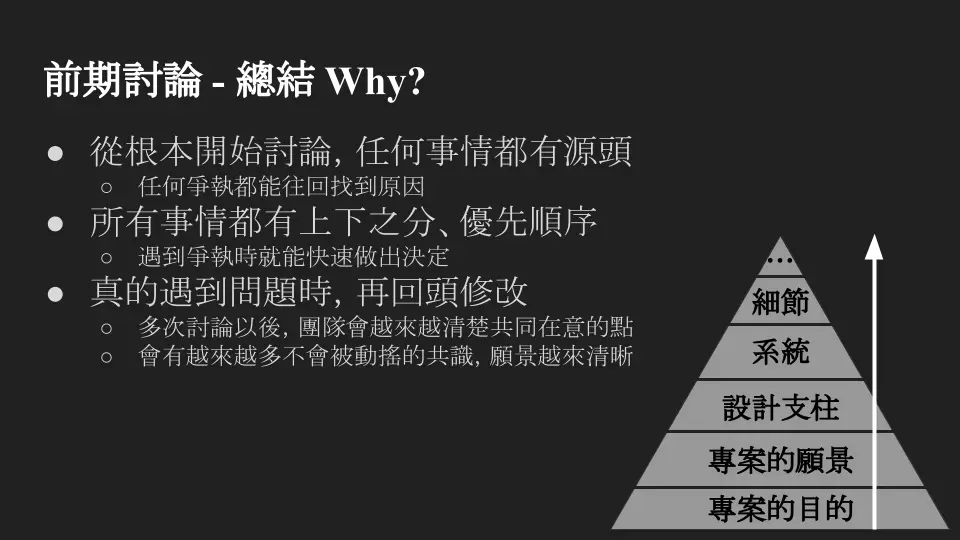 前期討論 - 總結 Why?
● 從根本開始討論, 任何事情都有源頭
○ 任何爭執都能往回找到原因
● 所有事情都有上下之分、優先順序
○ 遇到爭執時就能快速做出決定
● 真的遇到問題時, 再回頭修改
○ 多次討論以後, 團隊會越來越清楚共同在意的點
○ 會有越來越多不會被動搖的共識, 願景越來清晰
...
細節
系統
設計支柱
專案的願景
專案的目的